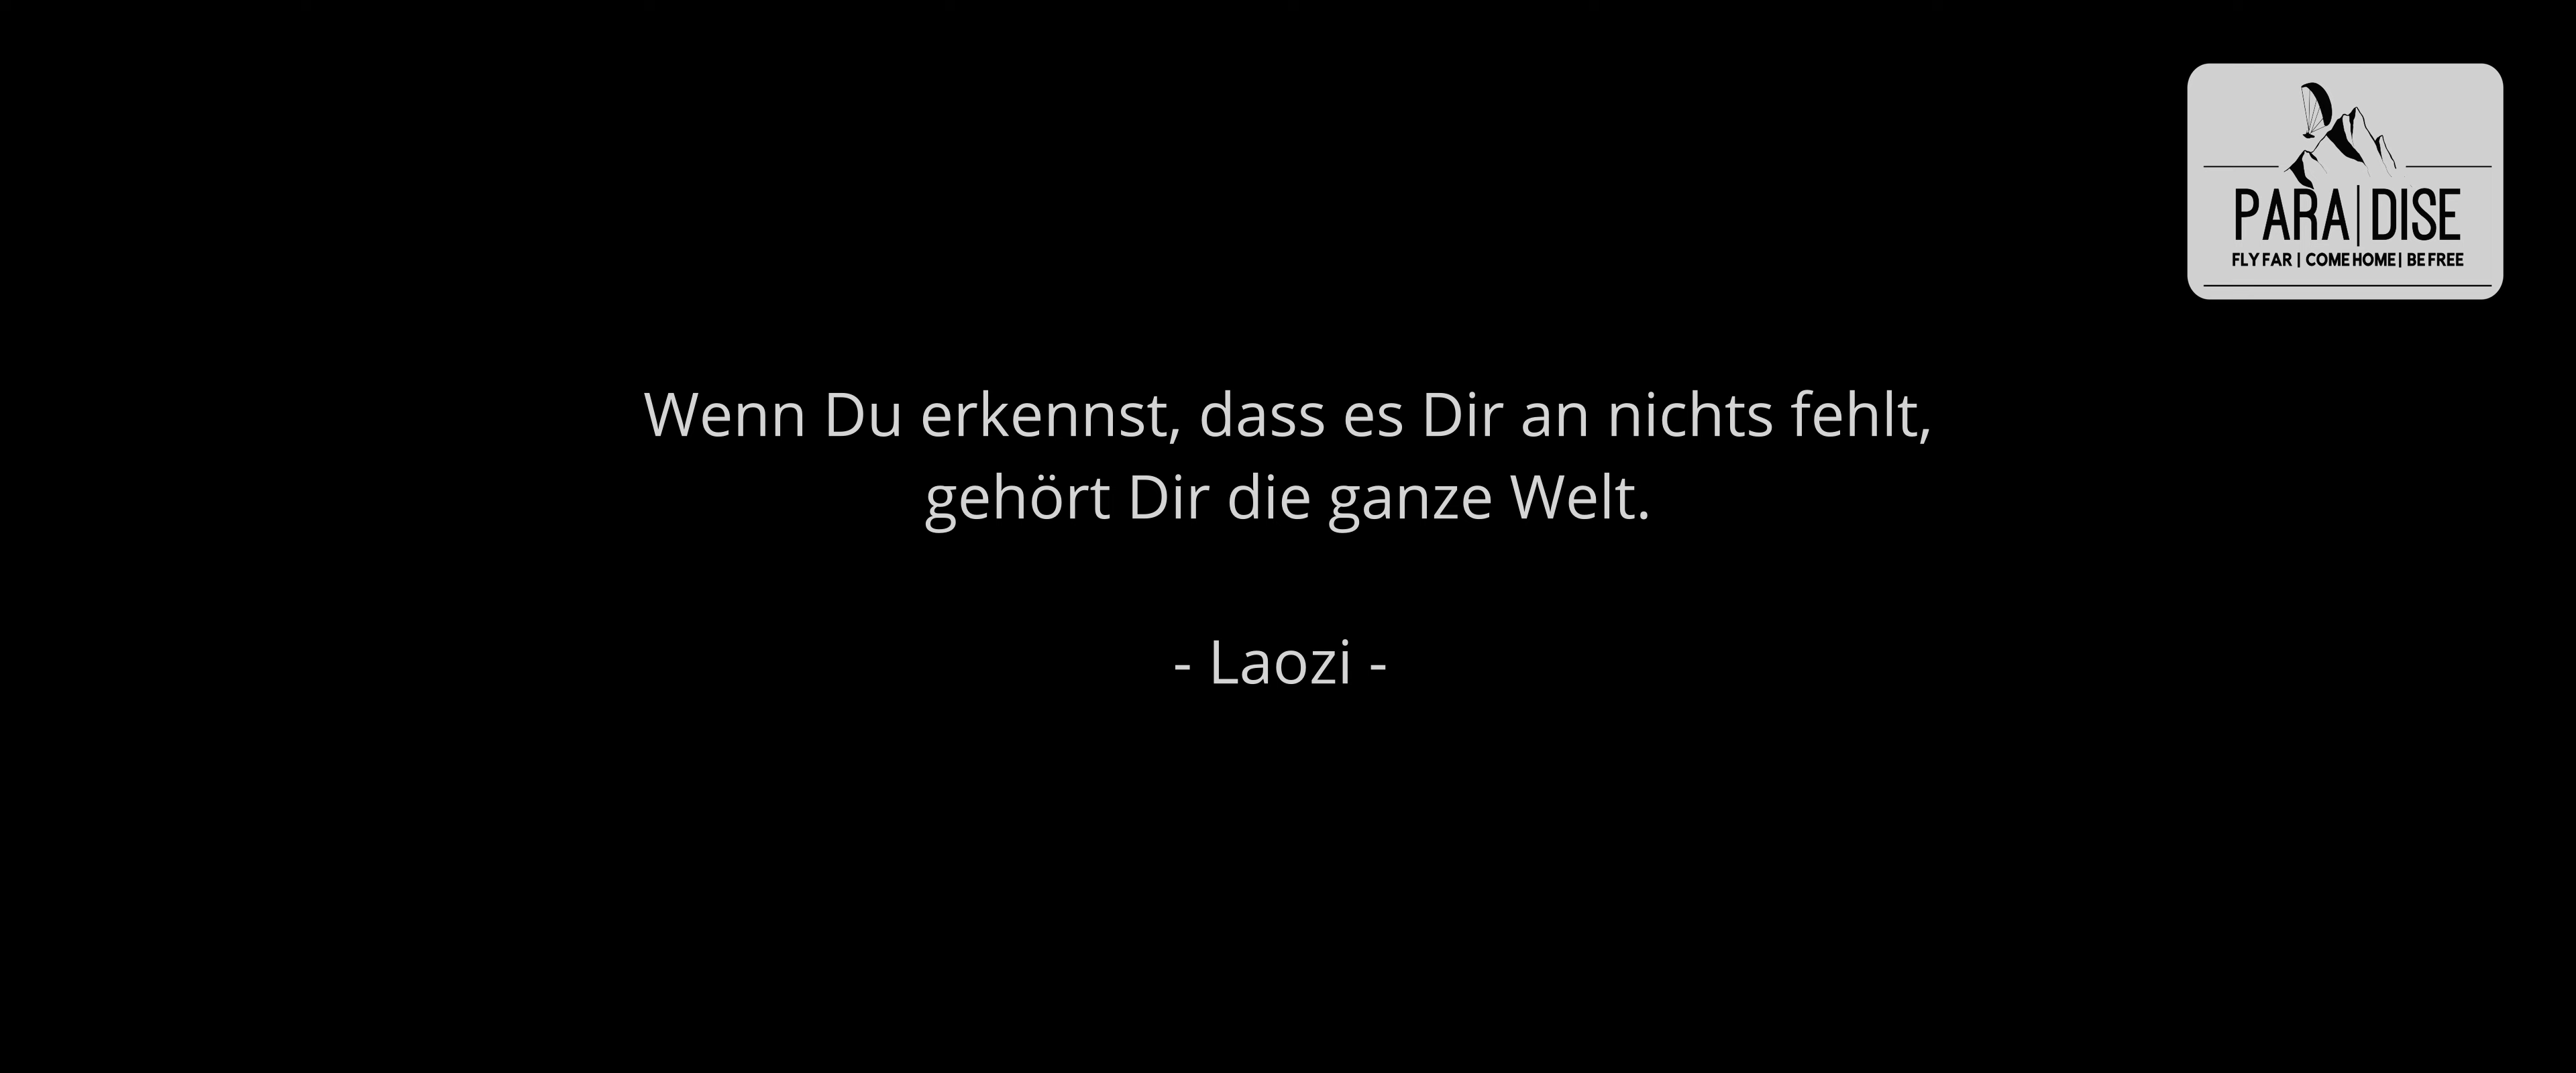 PARA|DISE
FLY FAR | COME HOME | BE FREE
Wenn Du erkennst, dass es Dir an nichts fehlt,
gehört Dir die ganze Welt.
- Laozi -